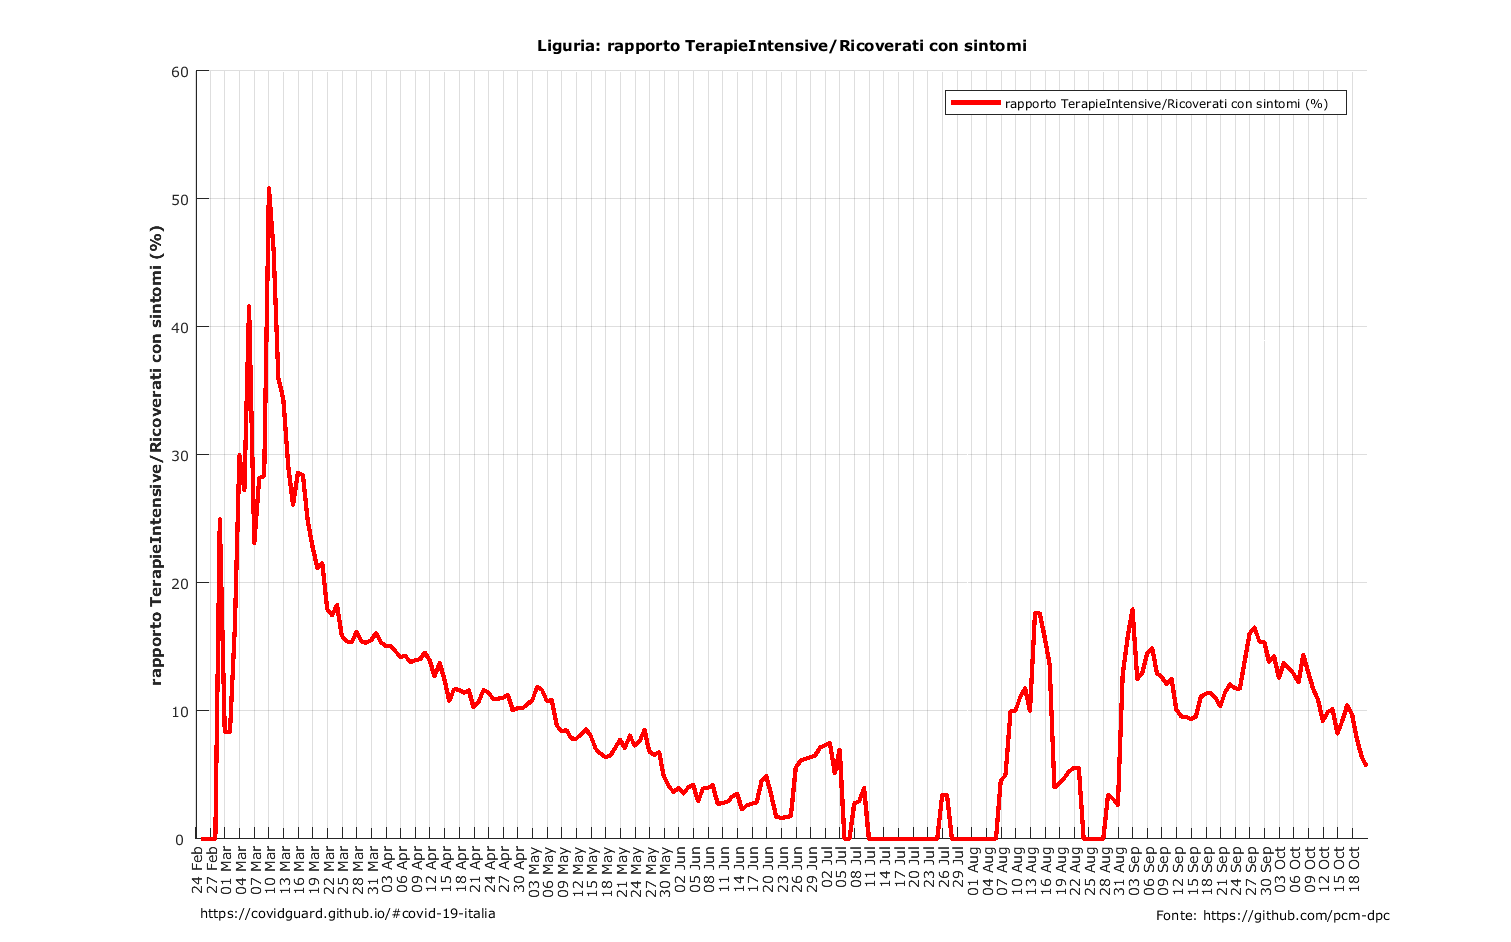 Liguria: rapporto TerapieIntensive/Ricoverati con sintomi
rapporto TerapieIntensive/Ricoverati con sintomi (%)
rapporto TerapieIntensive/Ricoverati con sintomi (%)
60
50
40
30
20
10
0
24 Feb
27 Feb
01 Mar
04 Mar
07 Mar
10 Mar
13 Mar
16 Mar
19 Mar
22 Mar
25 Mar
28 Mar
31 Mar
03 Apr
06 Apr
09 Apr
12 Apr
15 Apr
18 Apr
21 Apr
24 Apr
27 Apr
30 Apr
03 May
06 May
09 May
12 May
15 May
18 May
21 May
24 May
27 May
30 May
02 Jun
05 Jun
08 Jun
11 Jun
14 Jun
17 Jun
20 Jun
23 Jun
26 Jun
29 Jun
02 Jul
05 Jul
08 Jul
11 Jul
14 Jul
17 Jul
20 Jul
23 Jul
26 Jul
29 Jul
01 Aug
04 Aug
07 Aug
10 Aug
13 Aug
16 Aug
19 Aug
22 Aug
25 Aug
28 Aug
31 Aug
03 Sep
06 Sep
09 Sep
12 Sep
15 Sep
18 Sep
21 Sep
24 Sep
27 Sep
30 Sep
03 Oct
06 Oct
09 Oct
12 Oct
15 Oct
18 Oct
https://covidguard.github.io/#covid-19-italia
Fonte: https://github.com/pcm-dpc